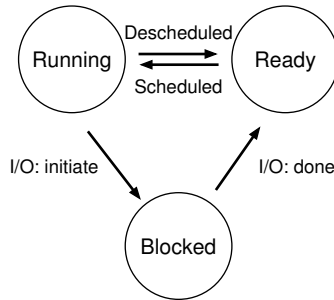 Descheduled
Running
Ready
Scheduled
I/O: initiate
I/O: done
Blocked